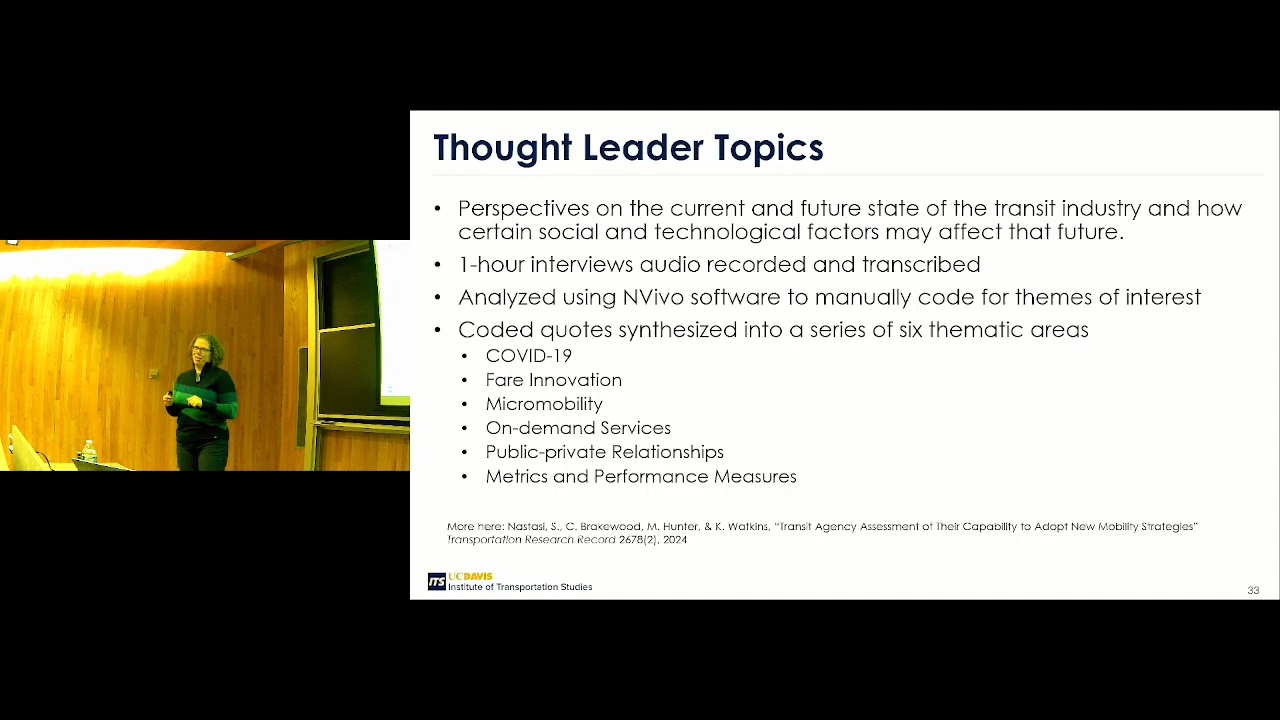 Thought Leader Topics
• Perspectives on the current and future state of the transit industry and how
certain social and technological factors may affect that future.
• 1-hour interviews audio recorded and transcribed
• Analyzed using NVivo software to manually code for themes of interest
• Coded quotes synthesized into a series of six thematic areas
• COVID-19
• Fare Innovation
• Micromobility
• On-demand Services
• Public-private Relationships
• Metrics and Performance Measures
More here: Nastasi, S., C. Brakewood, M. Hunter, & K. Watkins, “Transit Agency Assessment of Their Capability to Adopt New Mobility Strategies”
Transportation Research Record 2678(2), 2024
ITS UCDAVIS
Institute of Transportation Studies
33